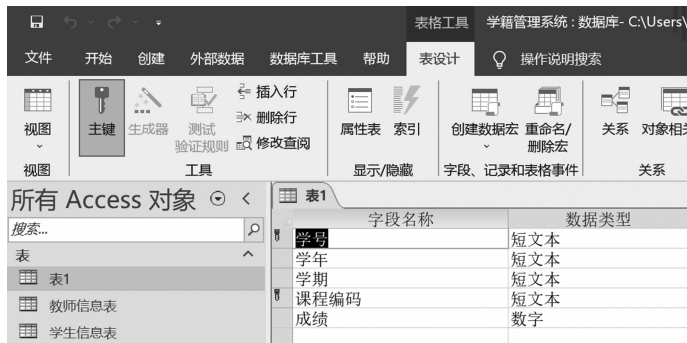 表格工具 学籍管理系统 : 数据库- C:\Users\
文件 开始 创建 外部数据 数据库工具 帮助 表设计 操作说明搜索
视图 主键 生成器 测试验证规则 插入行 删除行 修改查阅 属性表 索引 创建数据宏 重命名/删除宏 关系 对象相关
视图 工具 显示/隐藏 字段、记录和表格事件 关系
所有 Access 对象 表1
搜索... 字段名称 数据类型
学号 短文本
表 学年 短文本
表1 学期 短文本
课程编码 短文本
教师信息表 成绩 数字
学生信息表